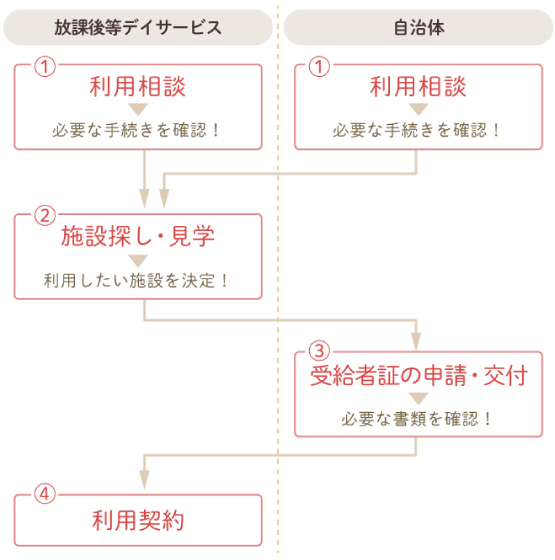 放課後等デイサービス
自治体
①
利用相談
必要な手続きを確認！
①
利用相談
必要な手続きを確認！
②
施設探し・見学
利用したい施設を決定！
③
受給者証の申請・交付
必要な書類を確認！
④
利用契約